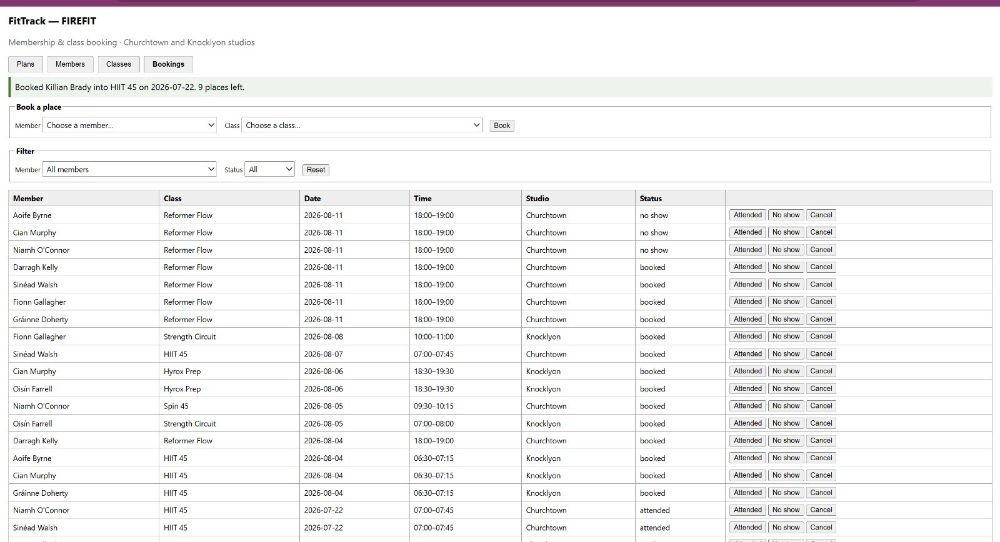 FitTrack — FIREFIT
Membership & class booking · Churchtown and Knocklyon studios
Plans Members Classes Bookings
Booked Killian Brady into HIIT 45 on 2026-07-22. 9 places left.
Book a place
Member Choose a member... Class Choose a class... Book
Filter
Member All members Status All Reset
Member Class Date Time Studio Status
Aoife Byrne Reformer Flow 2026-08-11 18:00–19:00 Churchtown no show Attended No show Cancel
Cian Murphy Reformer Flow 2026-08-11 18:00–19:00 Churchtown no show Attended No show Cancel
Niamh O'Connor Reformer Flow 2026-08-11 18:00–19:00 Churchtown no show Attended No show Cancel
Darragh Kelly Reformer Flow 2026-08-11 18:00–19:00 Churchtown booked Attended No show Cancel
Sinéad Walsh Reformer Flow 2026-08-11 18:00–19:00 Churchtown booked Attended No show Cancel
Fionn Gallagher Reformer Flow 2026-08-11 18:00–19:00 Churchtown booked Attended No show Cancel
Gráinne Doherty Reformer Flow 2026-08-11 18:00–19:00 Churchtown booked Attended No show Cancel
Fionn Gallagher Strength Circuit 2026-08-08 10:00–11:00 Knocklyon booked Attended No show Cancel
Sinéad Walsh HIIT 45 2026-08-07 07:00–07:45 Churchtown booked Attended No show Cancel
Cian Murphy Hyrox Prep 2026-08-06 18:30–19:30 Knocklyon booked Attended No show Cancel
Oisín Farrell Hyrox Prep 2026-08-06 18:30–19:30 Knocklyon booked Attended No show Cancel
Niamh O'Connor Spin 45 2026-08-05 09:30–10:15 Churchtown booked Attended No show Cancel
Oisín Farrell Strength Circuit 2026-08-05 07:00–08:00 Knocklyon booked Attended No show Cancel
Darragh Kelly Reformer Flow 2026-08-04 18:00–19:00 Churchtown booked Attended No show Cancel
Aoife Byrne HIIT 45 2026-08-04 06:30–07:15 Knocklyon booked Attended No show Cancel
Cian Murphy HIIT 45 2026-08-04 06:30–07:15 Knocklyon booked Attended No show Cancel
Gráinne Doherty HIIT 45 2026-08-04 06:30–07:15 Knocklyon booked Attended No show Cancel
Niamh O'Connor HIIT 45 2026-07-22 07:00–07:45 Churchtown attended Attended No show Cancel
Sinéad Walsh HIIT 45 2026-07-22 07:00–07:45 Churchtown attended Attended No show Cancel